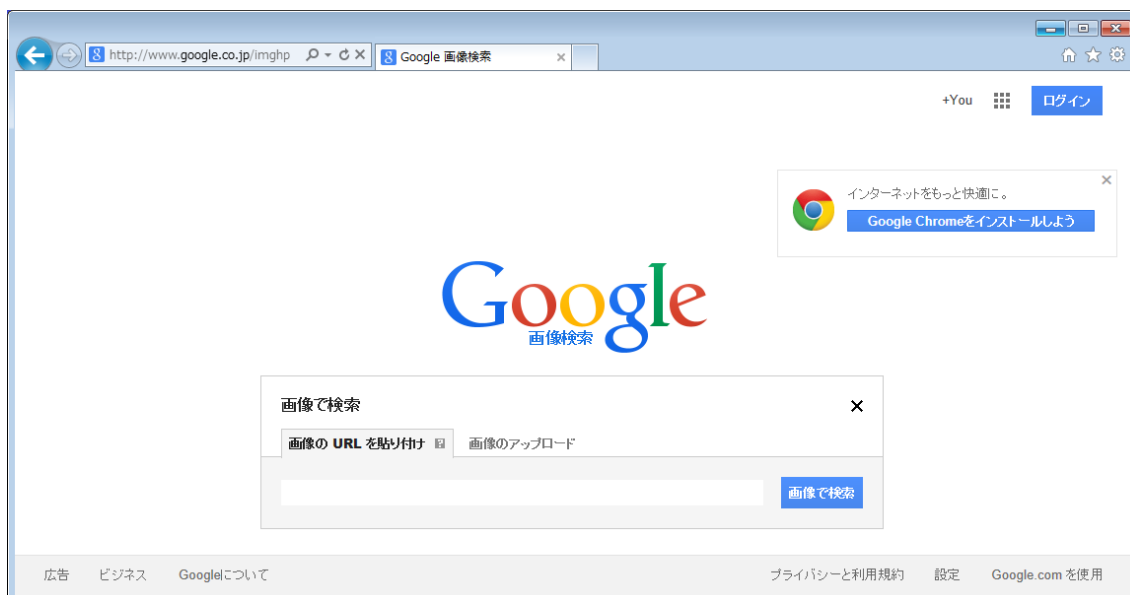 http://www.google.co.jp/imghp
Google 画像検索
+You
ログイン
インターネットをもっと快適に。
Google Chromeをインストールしよう
Google
画像検索
画像で検索
画像の URL を貼り付け
画像のアップロード
画像で検索
広告
ビジネス
Googleについて
プライバシーと利用規約
設定
Google.com を使用